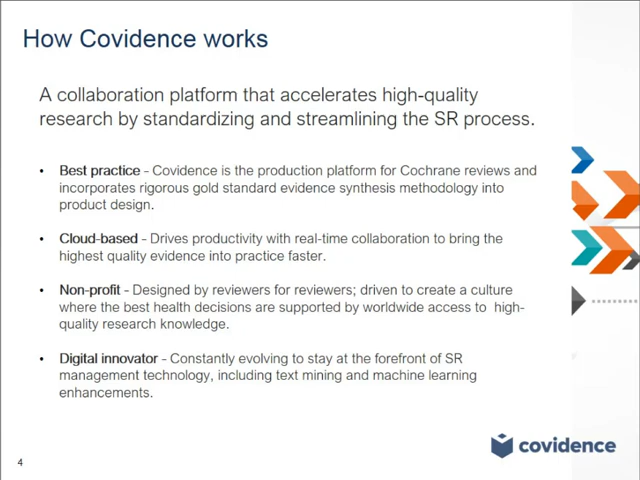 How Covidence works
A collaboration platform that accelerates high-quality
research by standardizing and streamlining the SR process.
• Best practice - Covidence is the production platform for Cochrane reviews and
incorporates rigorous gold standard evidence synthesis methodology into
product design.
• Cloud-based - Drives productivity with real-time collaboration to bring the
highest quality evidence into practice faster.
• Non-profit - Designed by reviewers for reviewers; driven to create a culture
where the best health decisions are supported by worldwide access to high-
quality research knowledge.
• Digital innovator - Constantly evolving to stay at the forefront of SR
management technology, including text mining and machine learning
enhancements.
covidence
4